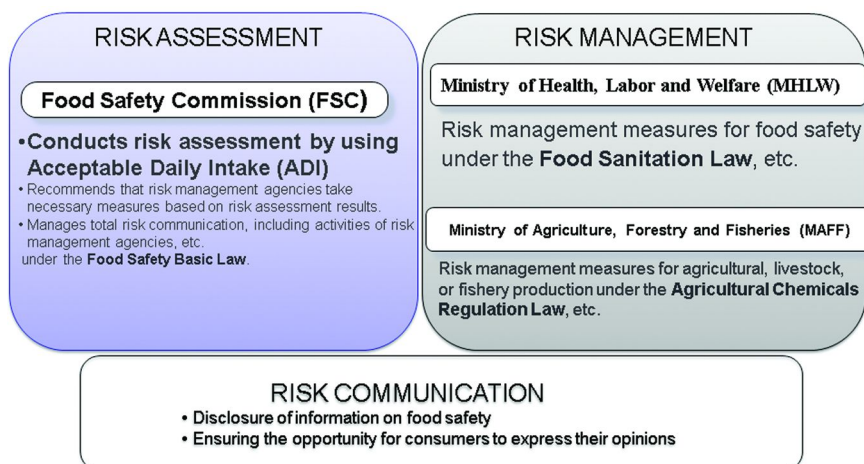 RISK ASSESSMENT
Food Safety Commission (FSC)
•Conducts risk assessment by using
Acceptable Daily Intake (ADI)
• Recommends that risk management agencies take
necessary measures based on risk assessment results.
• Manages total risk communication, including activities of risk
management agencies, etc.
under the Food Safety Basic Law.
RISK MANAGEMENT
Ministry of Health, Labor and Welfare (MHLW)
Risk management measures for food safety
under the Food Sanitation Law, etc.
Ministry of Agriculture, Forestry and Fisheries (MAFF)
Risk management measures for agricultural, livestock,
or fishery production under the Agricultural Chemicals
Regulation Law, etc.
RISK COMMUNICATION
• Disclosure of information on food safety
• Ensuring the opportunity for consumers to express their opinions